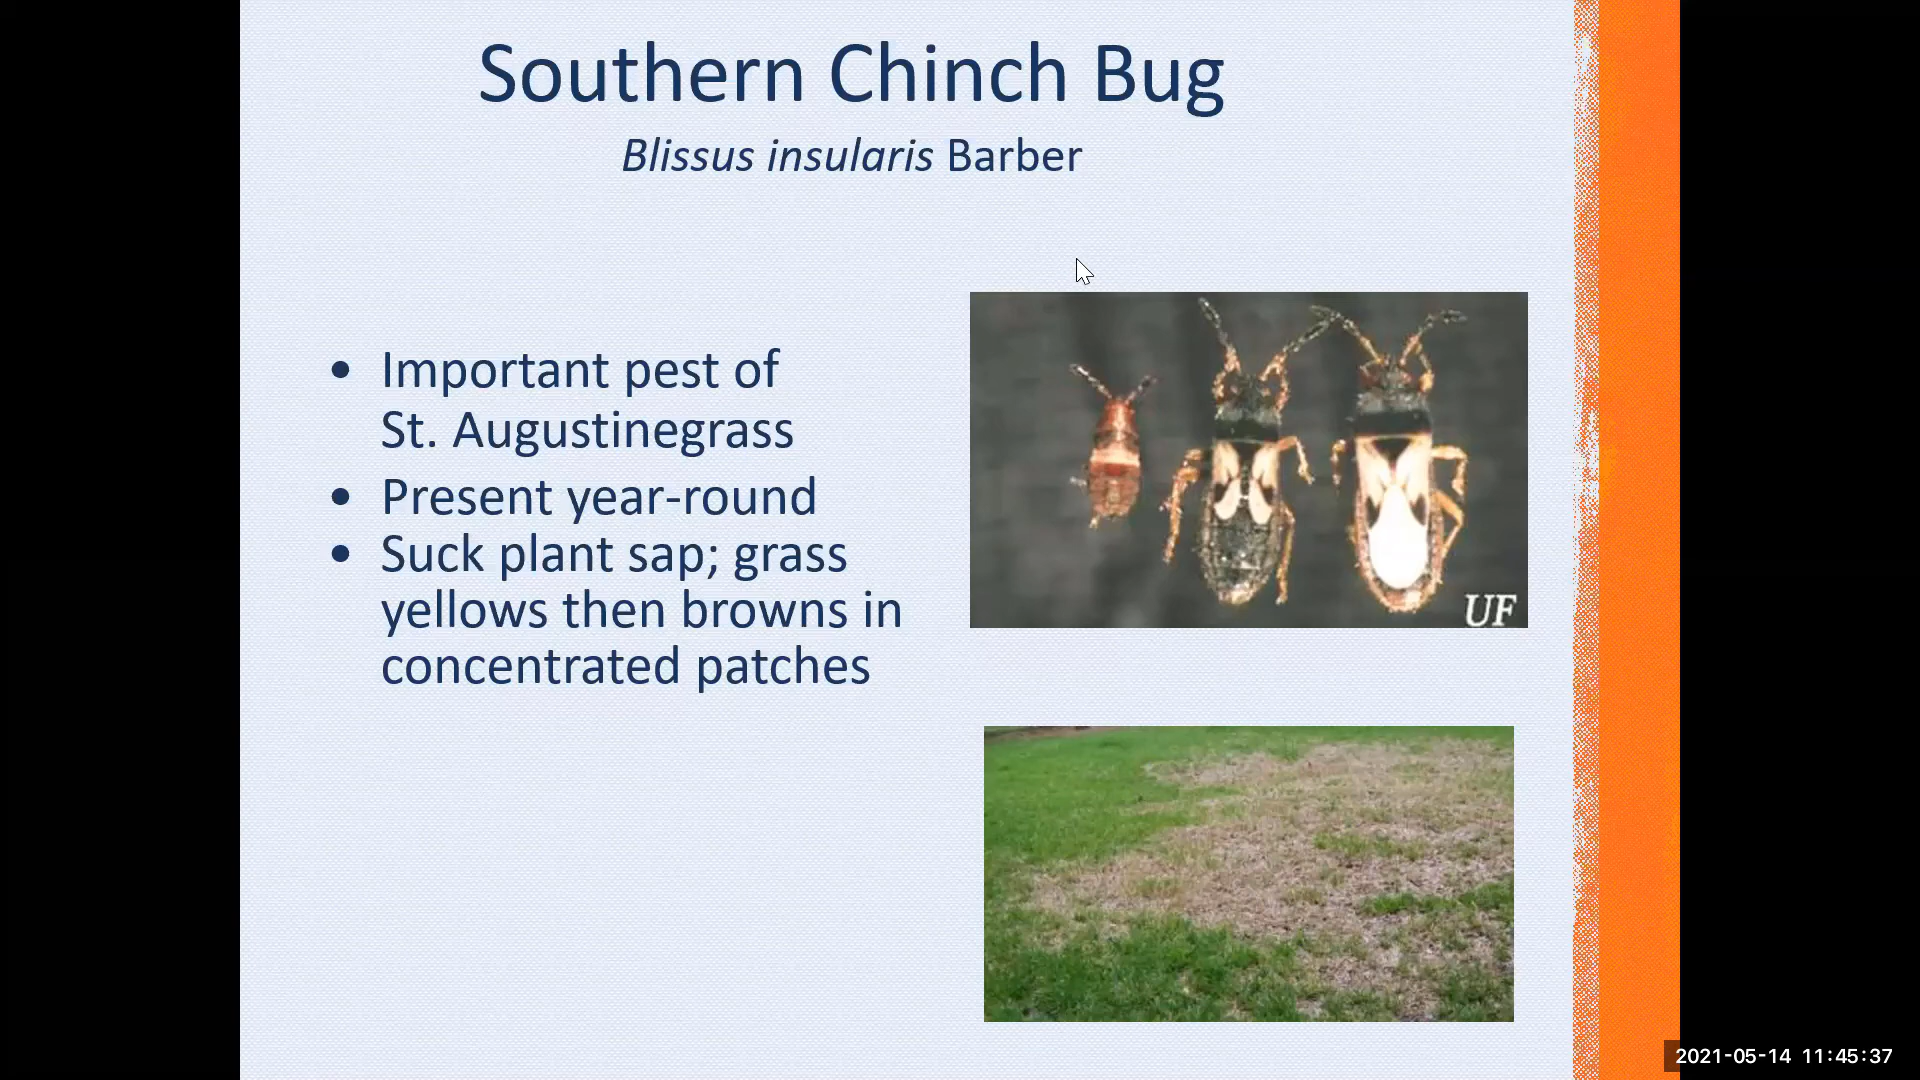 Southern Chinch Bug
Blissus insularis Barber
• Important pest of
St. Augustinegrass
• Present year-round
• Suck plant sap; grass
yellows then browns in
concentrated patches
UF
2021-05-14 11:45:37